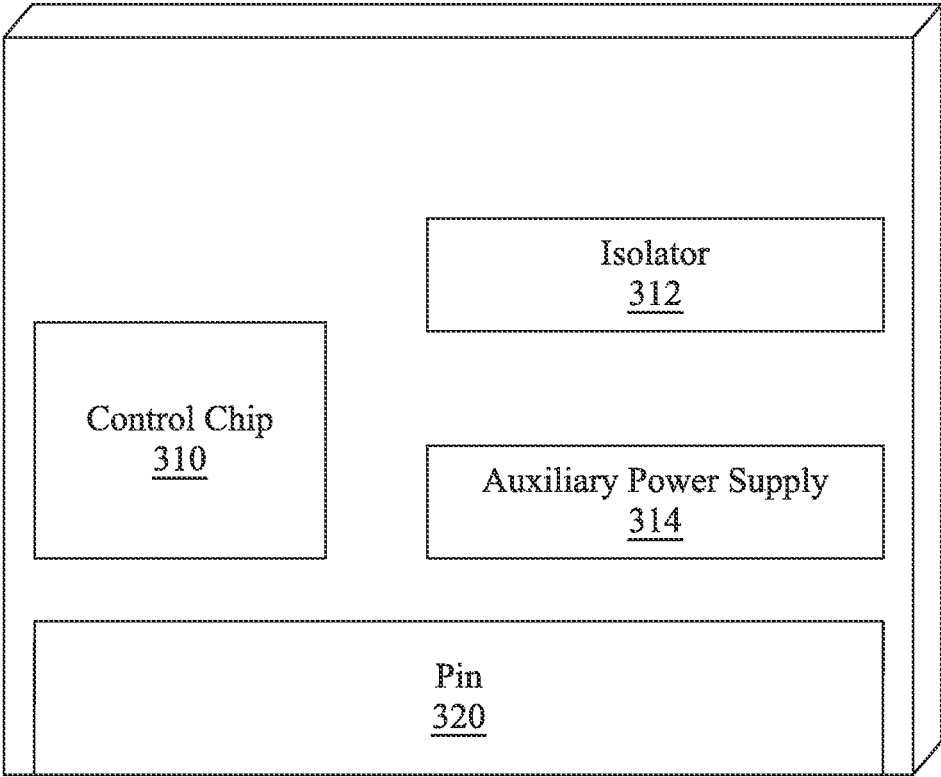 Isolator
312
Control Chip
310
Auxiliary Power Supply
314
Pin
320